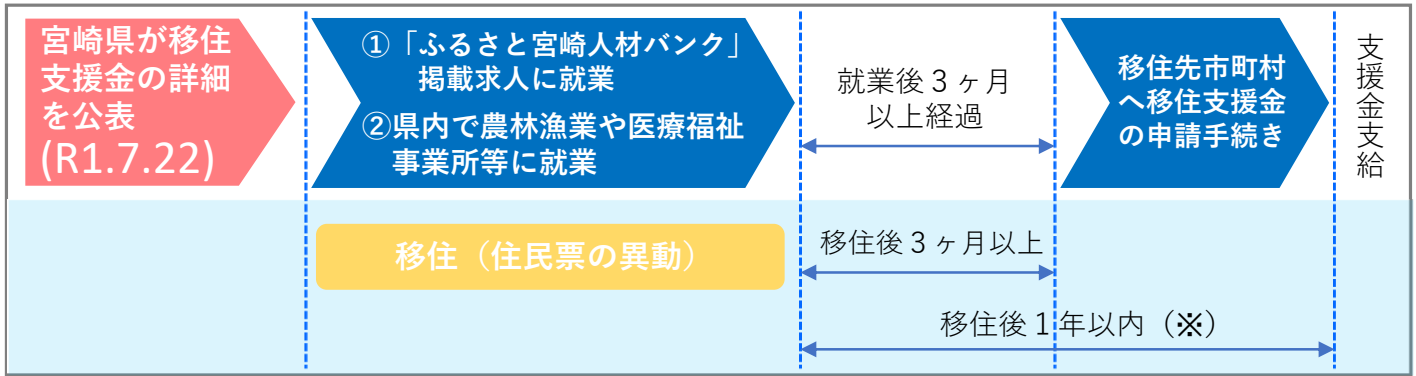 宮崎県が移住
支援金の詳細
を公表
(R1.7.22)
①「ふるさと宮崎人材バンク」
掲載求人に就業
②県内で農林漁業や医療福祉
事業所等に就業
就業後３ヶ月
以上経過
移住先市町村
へ移住支援金
の申請手続き
支援金支給
移住（住民票の異動）
移住後３ヶ月以上
移住後１年以内（※）